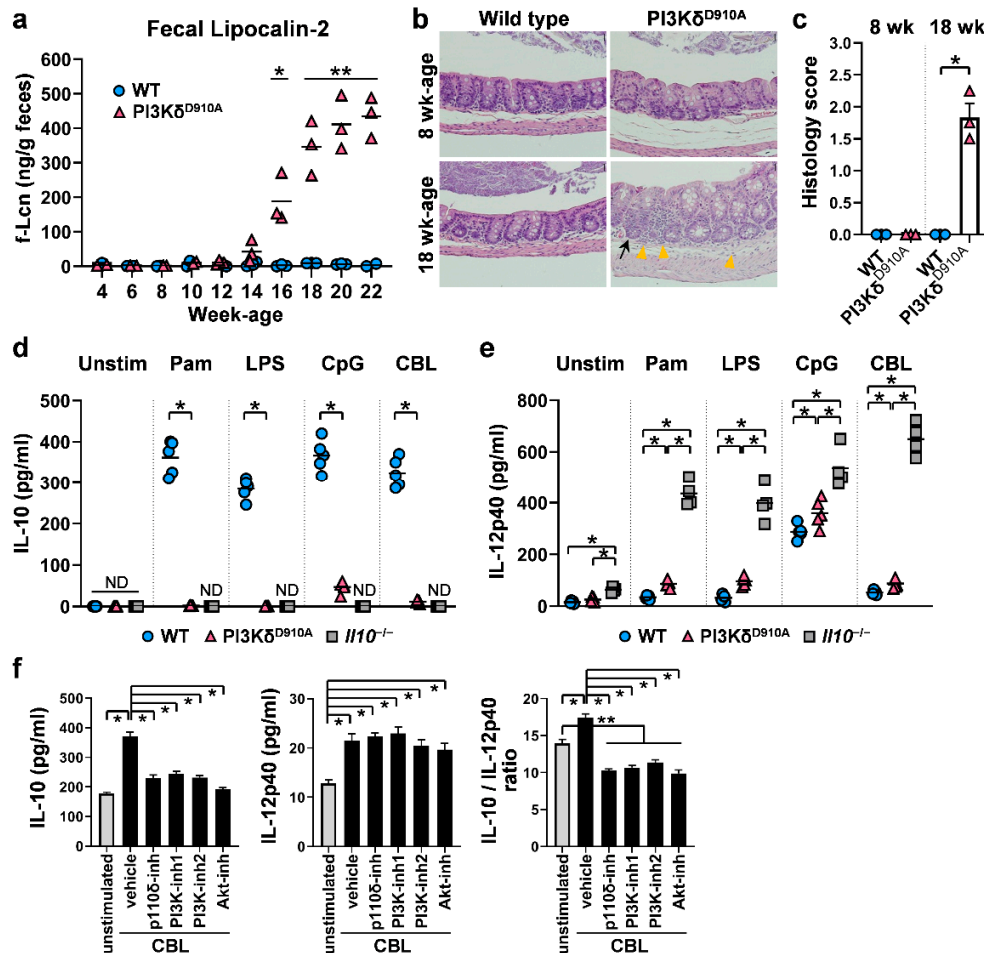 a
Fecal Lipocalin-2
f-Lcn (ng/g feces)
600
500
400
300
200
100
0
WT
PI3Kδ^D910A
*
**
4 6 8 10 12 14 16 18 20 22
Week-age
b
Wild type PI3Kδ^D910A
8 wk-age
18 wk-age
c
8 wk 18 wk
Histology score
3.0
2.5
2.0
1.5
1.0
0.5
0.0
*
WT
PI3Kδ^D910A
WT
PI3Kδ^D910A
d
Unstim Pam LPS CpG CBL
IL-10 (pg/ml)
500
400
300
200
100
0
* * * *
ND ND ND ND ND
WT PI3Kδ^D910A Il10^–/–
e
Unstim Pam LPS CpG CBL
IL-12p40 (pg/ml)
800
600
400
200
0
* *
* * *
* * *
* * *
* * *
WT PI3Kδ^D910A Il10^–/–
f
IL-10 (pg/ml)
500
400
300
200
100
0
* * * * *
unstimulated
vehicle
p110δ-inh
PI3K-inh1
PI3K-inh2
Akt-inh
CBL
IL-12p40 (pg/ml)
30
20
10
0
* * * * * *
unstimulated
vehicle
p110δ-inh
PI3K-inh1
PI3K-inh2
Akt-inh
CBL
IL-10 / IL-12p40
ratio
20
15
10
5
0
* * * * *
**
unstimulated
vehicle
p110δ-inh
PI3K-inh1
PI3K-inh2
Akt-inh
CBL